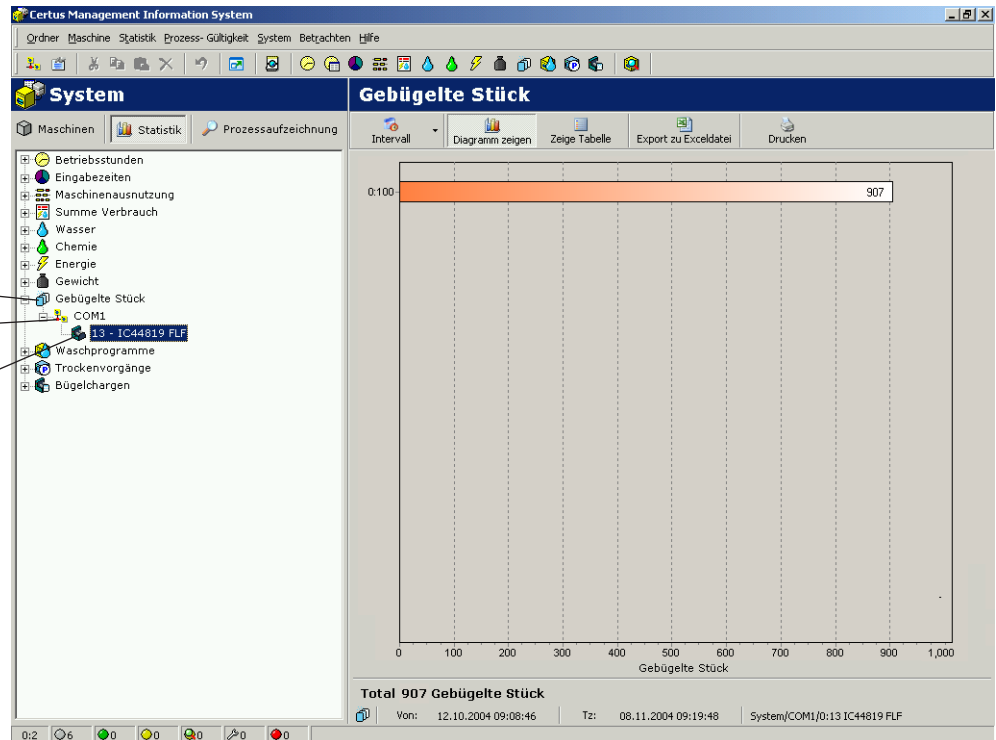 Certus Management Information System
Ordner Maschine Statistik Prozess-Gültigkeit System Betrachten Hilfe
System
Gebügelte Stück
Maschinen Statistik Prozessaufzeichnung
Intervall Diagramm zeigen Zeige Tabelle Export zu Exceldatei Drucken
Betriebsstunden
Eingabezeiten
Maschinenausnutzung
Summe Verbrauch
Wasser
Chemie
Energie
Gewicht
Gebügelte Stück
COM1
13 - IC44819 FLF
Waschprogramme
Trockenvorgänge
Bügelchargen
0:100
907
0 100 200 300 400 500 600 700 800 900 1,000
Gebügelte Stück
Total 907 Gebügelte Stück
Von: 12.10.2004 09:08:46 Tz: 08.11.2004 09:19:48 System/COM1/0:13 IC44819 FLF
0:2 6 0 0 0 0 0